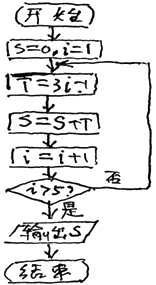 开始
S=0,i=1
T=3i-1
S=S+T
i=i+1
i>5?
否
是
输出S
结束